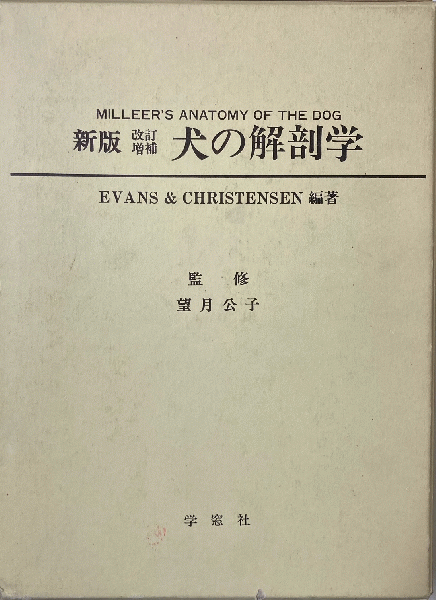 MILLEER'S ANATOMY OF THE DOG
新版 改訂増補 犬の解剖学
EVANS & CHRISTENSEN 編著
監修
望月公子
学窓社